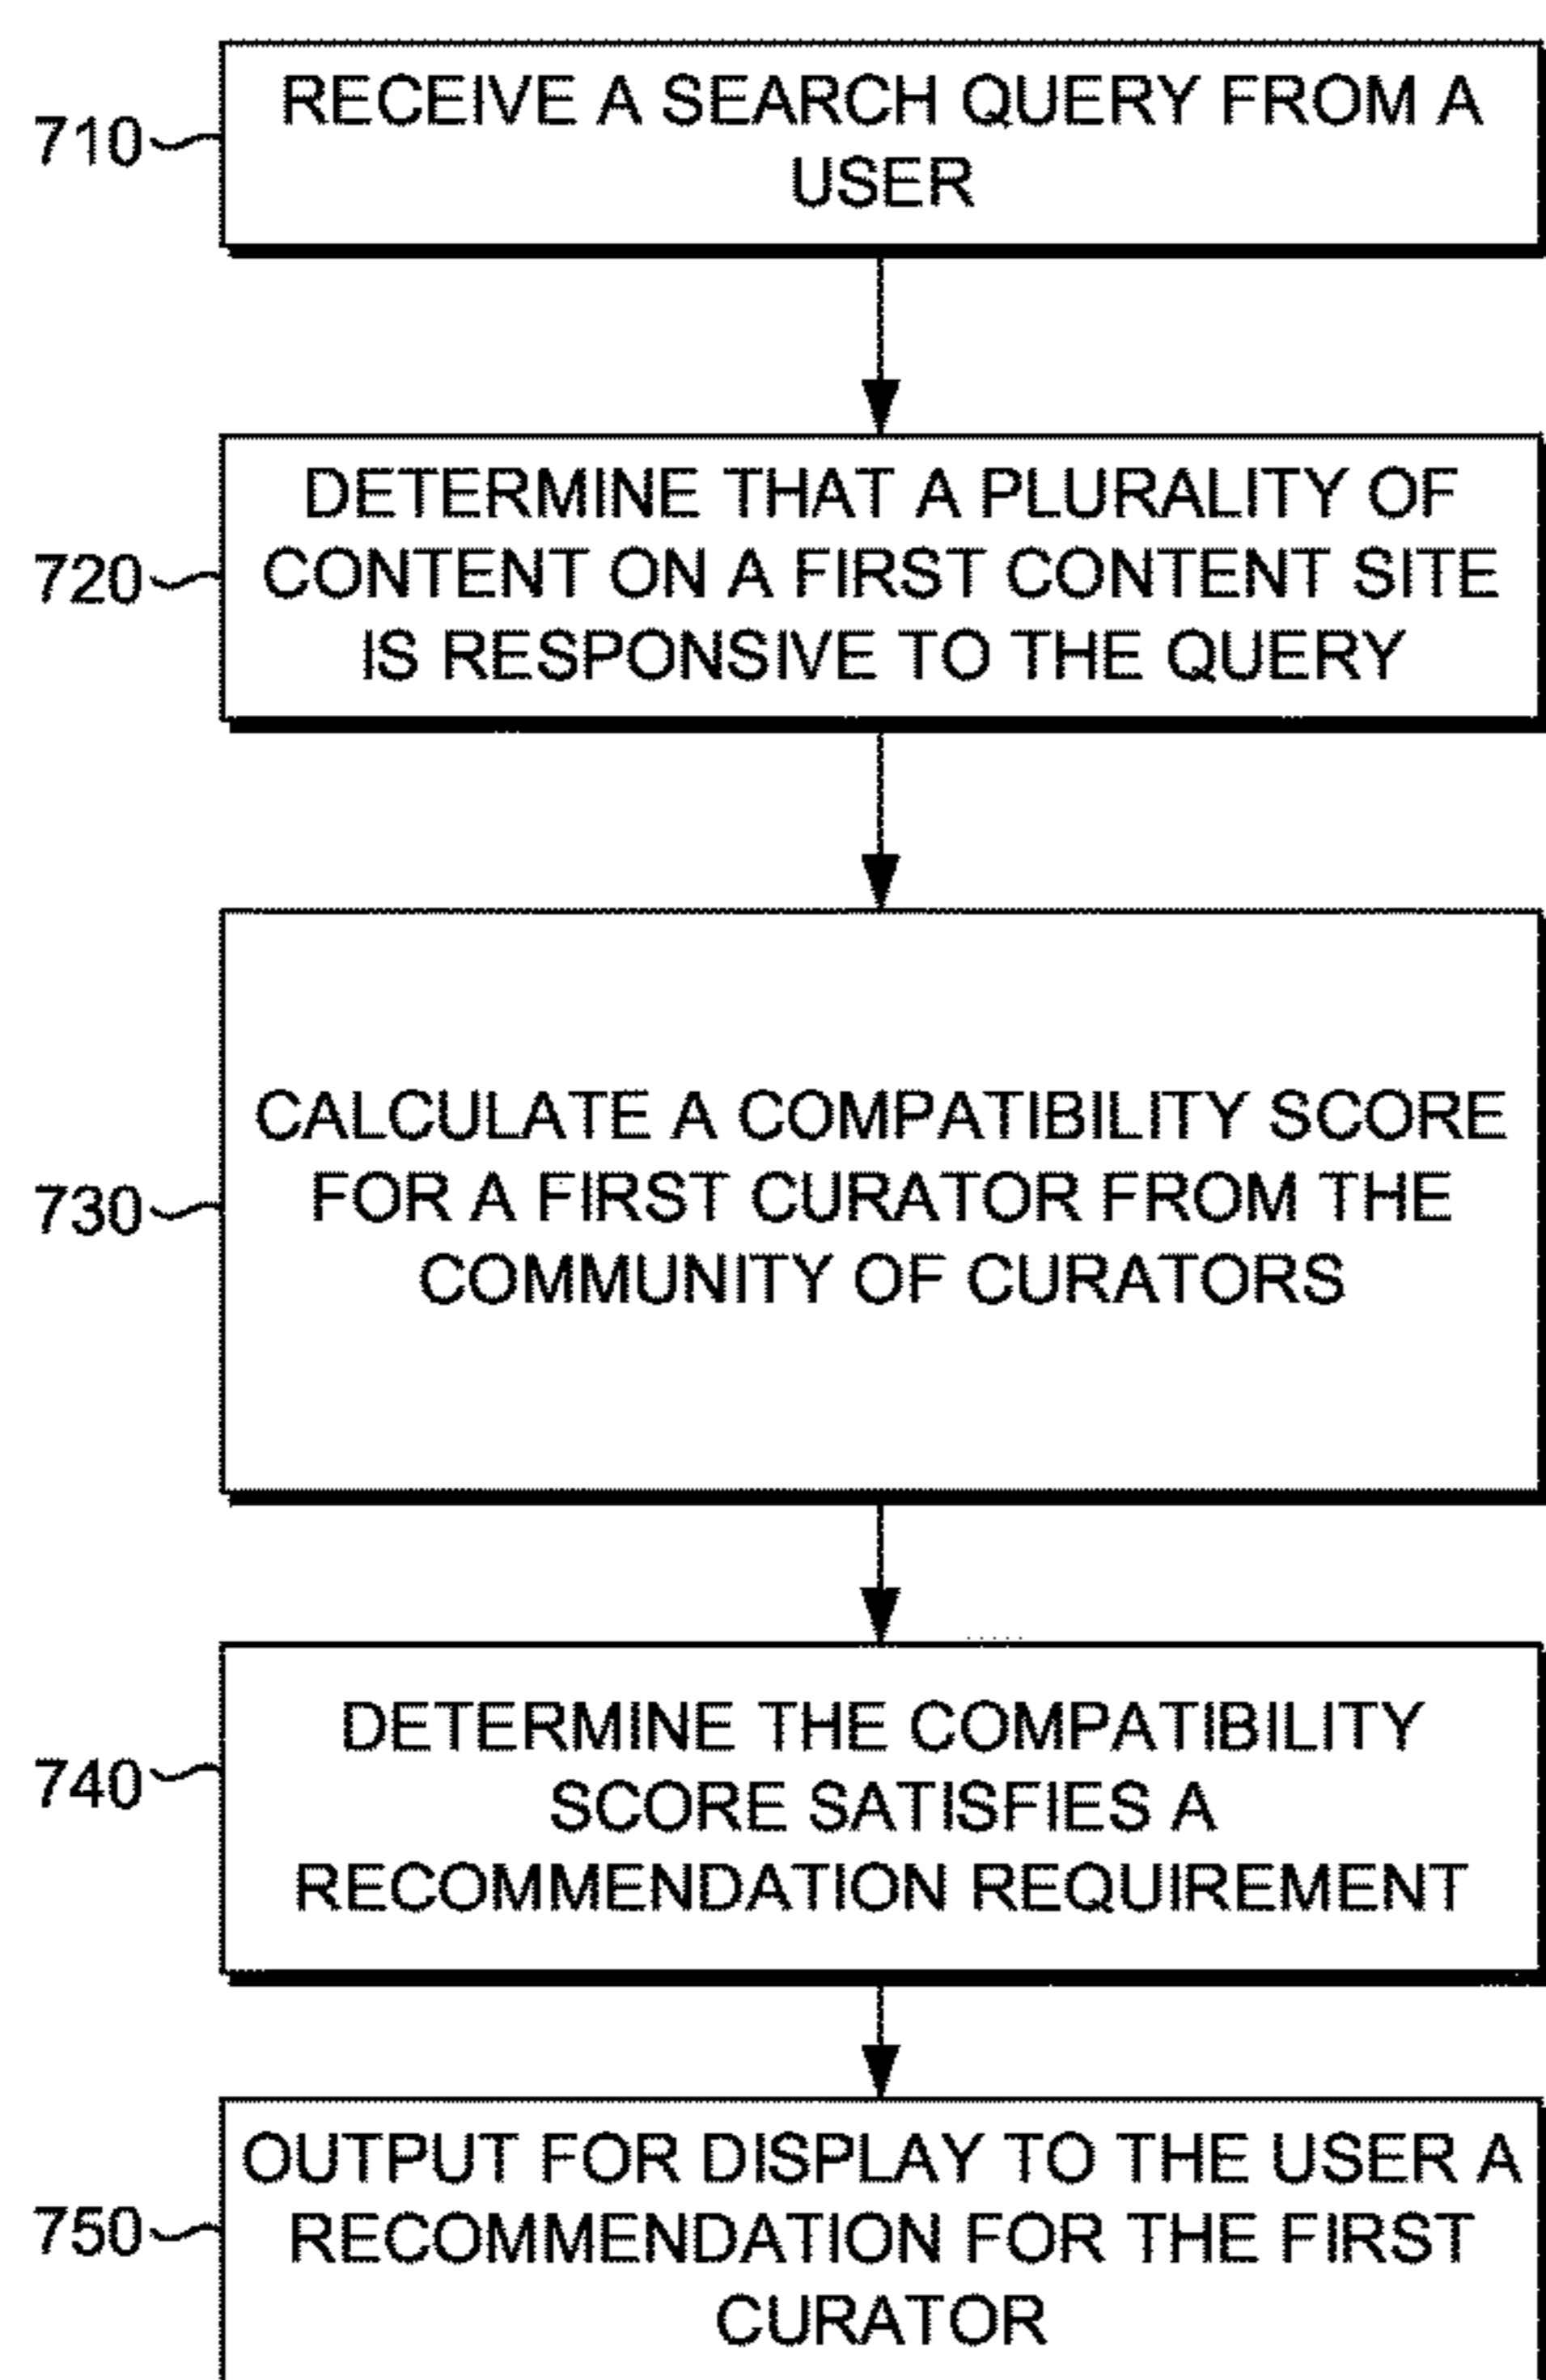 710
RECEIVE A SEARCH QUERY FROM A
USER
720
DETERMINE THAT A PLURALITY OF
CONTENT ON A FIRST CONTENT SITE
IS RESPONSIVE TO THE QUERY
730
CALCULATE A COMPATIBILITY SCORE
FOR A FIRST CURATOR FROM THE
COMMUNITY OF CURATORS
740
DETERMINE THE COMPATIBILITY
SCORE SATISFIES A
RECOMMENDATION REQUIREMENT
750
OUTPUT FOR DISPLAY TO THE USER A
RECOMMENDATION FOR THE FIRST
CURATOR